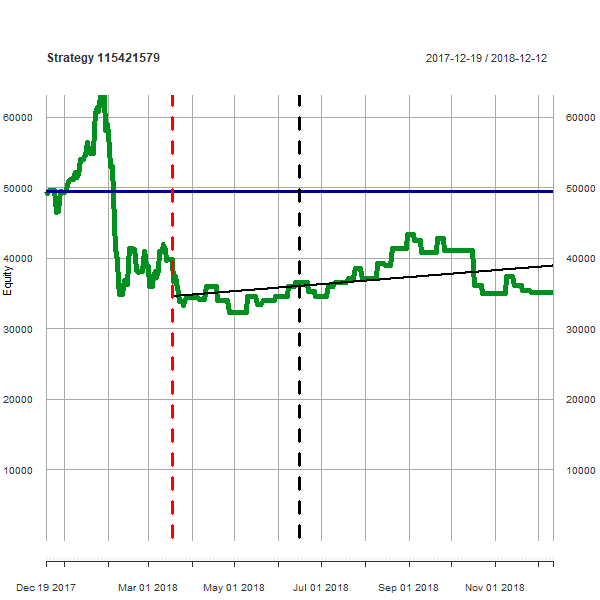 Strategy 115421579
2017-12-19 / 2018-12-12
60000
60000
50000
50000
40000
40000
Equity
30000
30000
20000
20000
10000
10000
Dec 19 2017
Mar 01 2018
May 01 2018
Jul 01 2018
Sep 01 2018
Nov 01 2018